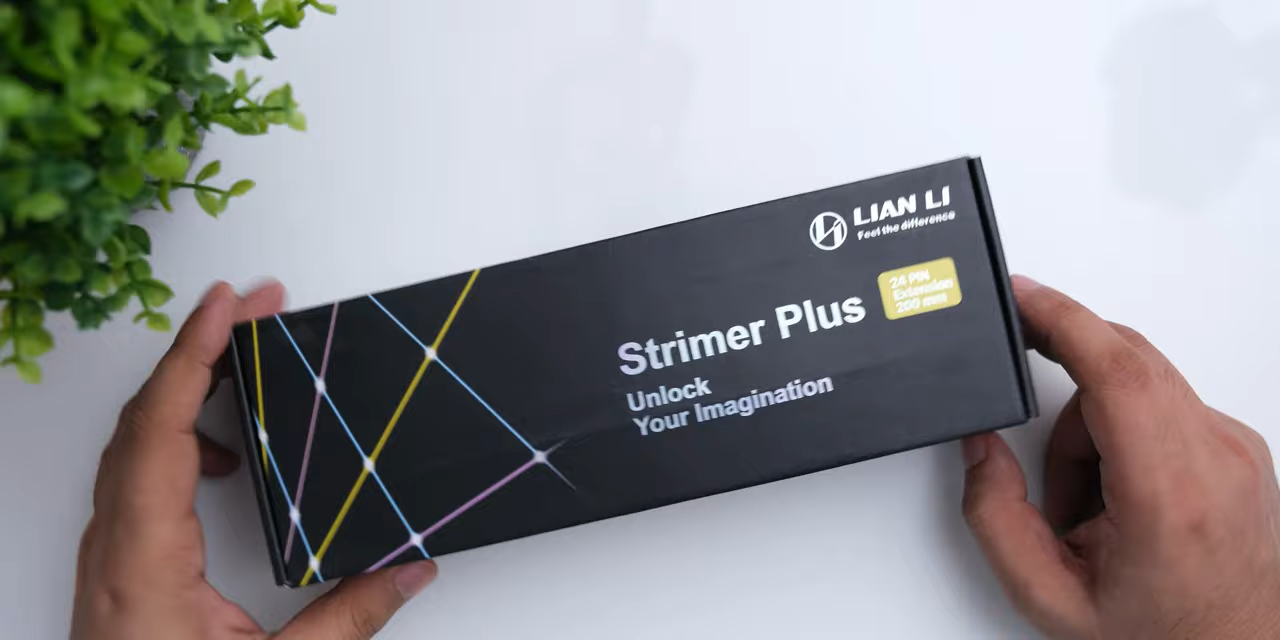 LIAN LI
Feel the difference
24 PIN
Extension
200 mm
Strimer Plus
Unlock
Your Imagination